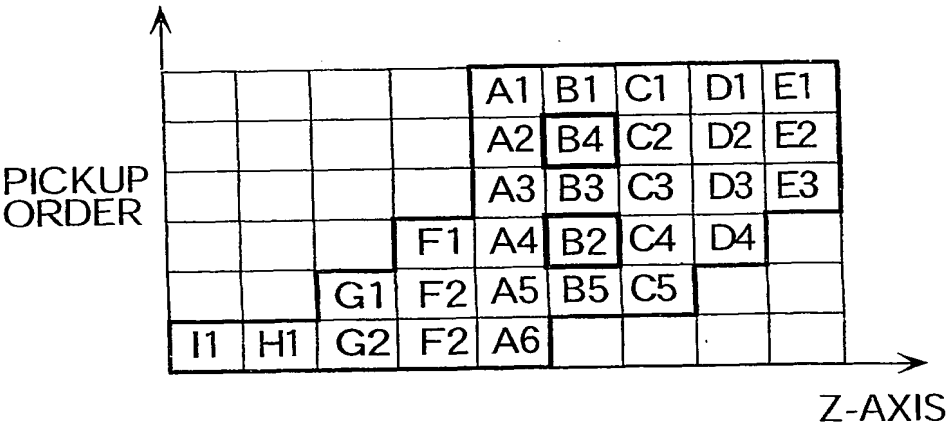 A1 B1 C1 D1 E1
A2 B4 C2 D2 E2
A3 B3 C3 D3 E3
PICKUP
ORDER
F1 A4 B2 C4 D4
G1 F2 A5 B5 C5
I1 H1 G2 F2 A6
Z-AXIS